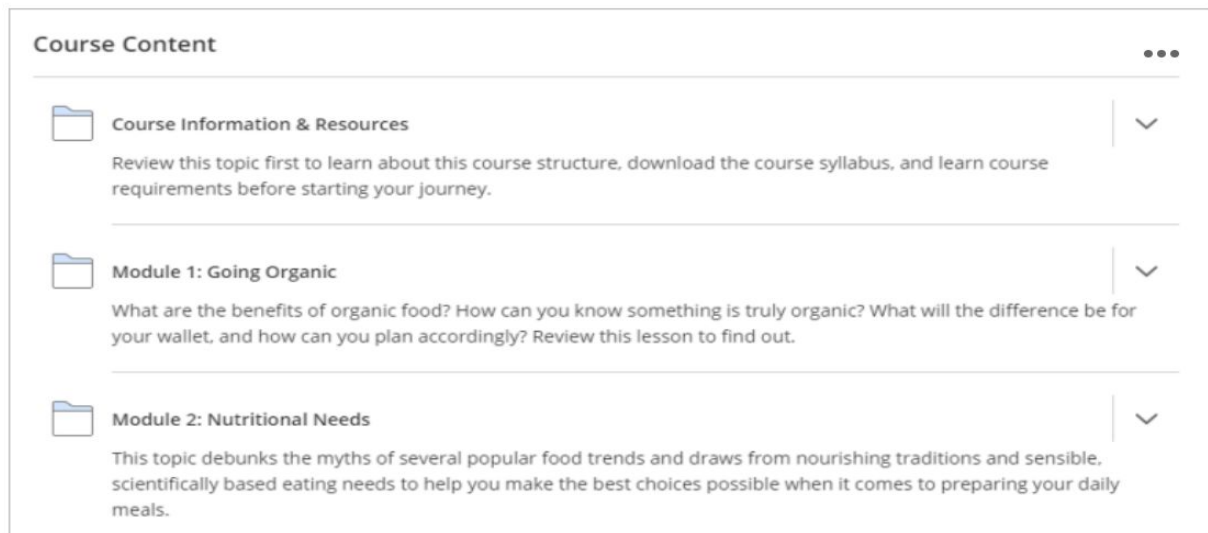 Course Content
Course Information & Resources
Review this topic first to learn about this course structure, download the course syllabus, and learn course
requirements before starting your journey.
Module 1: Going Organic
What are the benefits of organic food? How can you know something is truly organic? What will the difference be for
your wallet, and how can you plan accordingly? Review this lesson to find out.
Module 2: Nutritional Needs
This topic debunks the myths of several popular food trends and draws from nourishing traditions and sensible,
scientifically based eating needs to help you make the best choices possible when it comes to preparing your daily
meals.